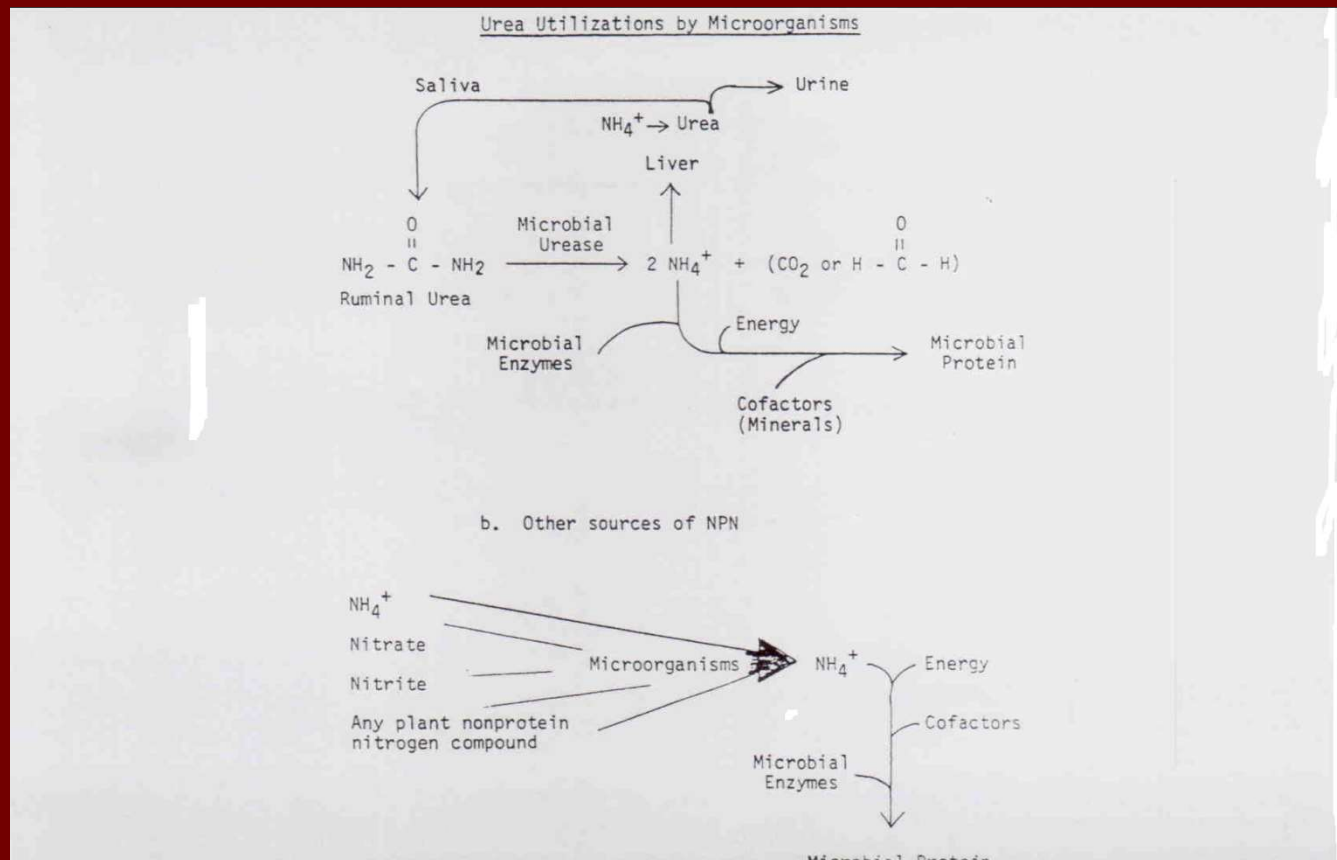 Urea Utilizations by Microorganisms
Saliva
Urine
NH4+ → Urea
Liver
O
||
NH2 - C - NH2
Ruminal Urea
Microbial
Urease
2 NH4+ + (CO2 or H - C - H)
O
||
Microbial
Enzymes
Energy
Microbial
Protein
Cofactors
(Minerals)
b. Other sources of NPN
NH4+
Nitrate
Nitrite
Any plant nonprotein
nitrogen compound
Microorganisms
NH4+
Energy
Cofactors
Microbial
Enzymes
Microbial Protein